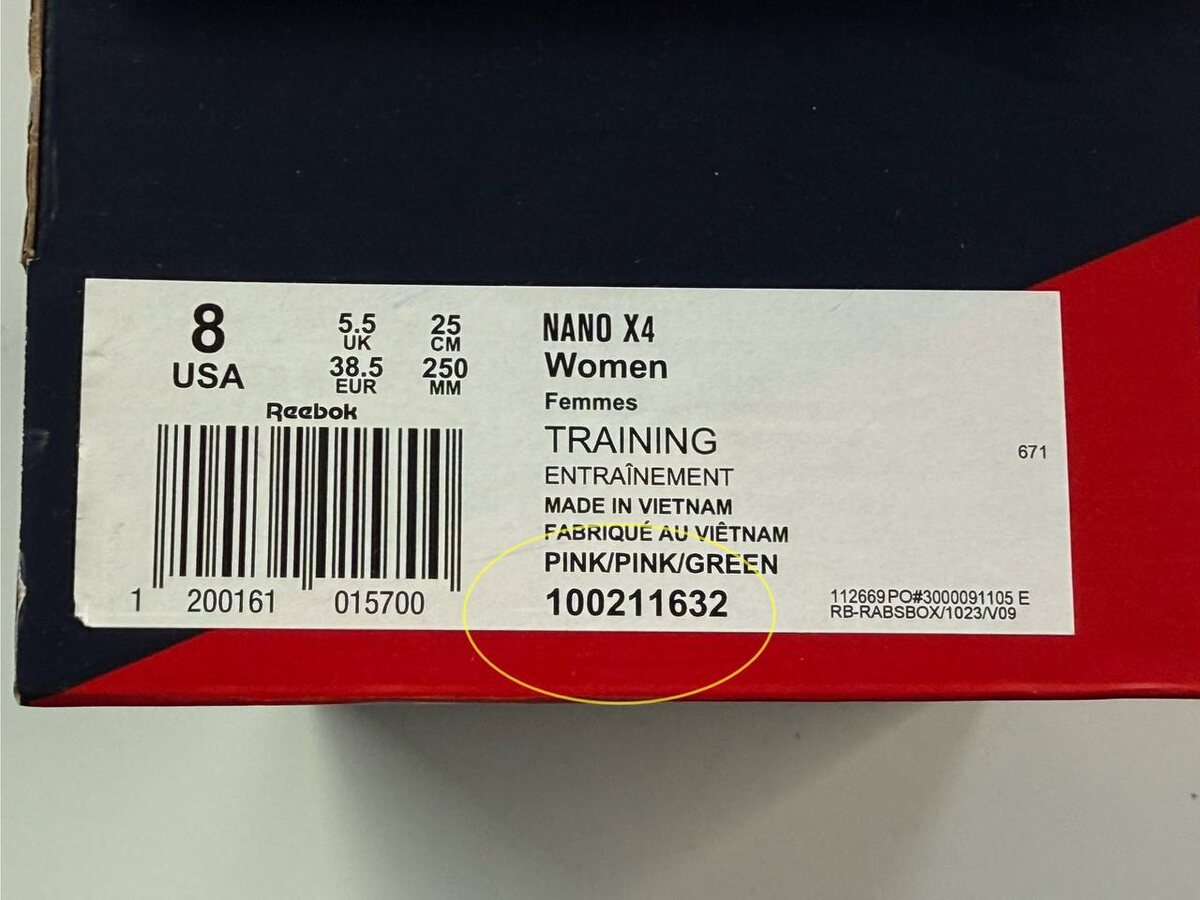 8
USA
5.5
UK
38.5
EUR
25
CM
250
MM
Reebok
1 200161 015700
NANO X4
Women
Femmes
TRAINING
ENTRAÎNEMENT
MADE IN VIETNAM
FABRIQUÉ AU VIÊTNAM
PINK/PINK/GREEN
100211632
671
112669 PO#3000091105 E
RB-RABSBOX/1023/V09